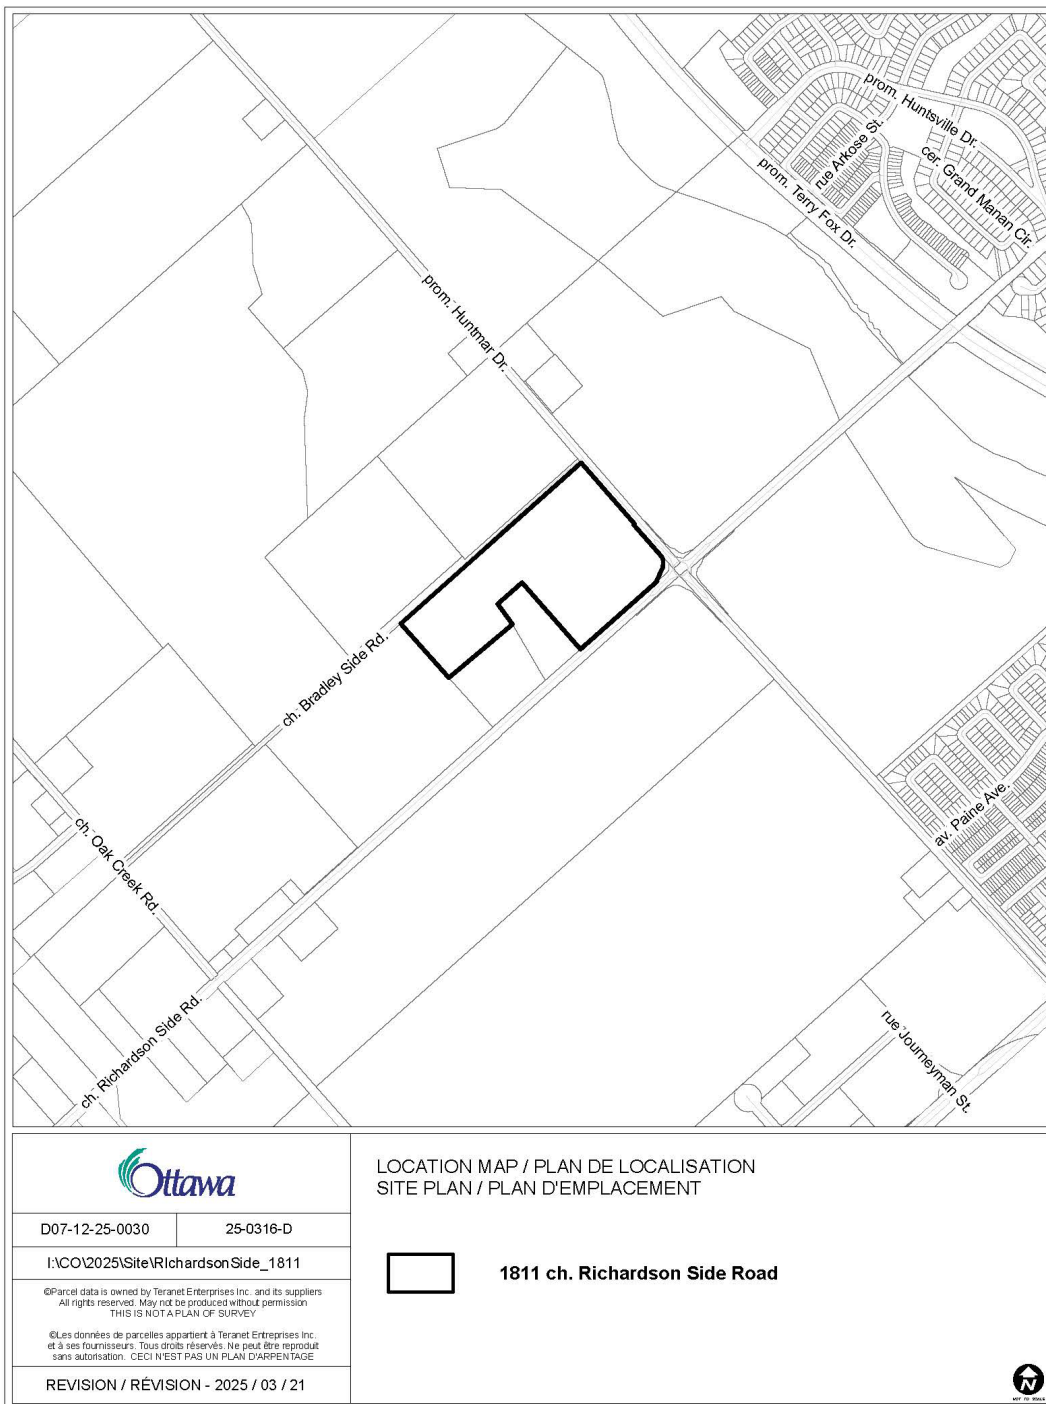 prom. Huntsville Dr.
rue Arkose St.
cer. Grand Manan Cir.
prom. Terry Fox Dr.
prom. Huntmar Dr.
ch. Bradley Side Rd.
av. Paine Ave.
ch. Oak Creek Rd.
ch. Richardson Side Rd.
rue Journeyman St.
Ottawa
D07-12-25-0030
25-0316-D
I:\CO\2025\Site\RIchardsonSide_1811
©Parcel data is owned by Teranet Enterprises Inc. and its suppliers
All rights reserved. May not be produced without permission
THIS IS NOT A PLAN OF SURVEY
©Les données de parcelles appartient à Teranet Entreprises Inc.
et à ses fournisseurs. Tous droits réservés. Ne peut être reproduit
sans autorisation. CECI N'EST PAS UN PLAN D'ARPENTAGE
REVISION / RÉVISION - 2025 / 03 / 21
LOCATION MAP / PLAN DE LOCALISATION
SITE PLAN / PLAN D'EMPLACEMENT
1811 ch. Richardson Side Road
N
NOT TO SCALE